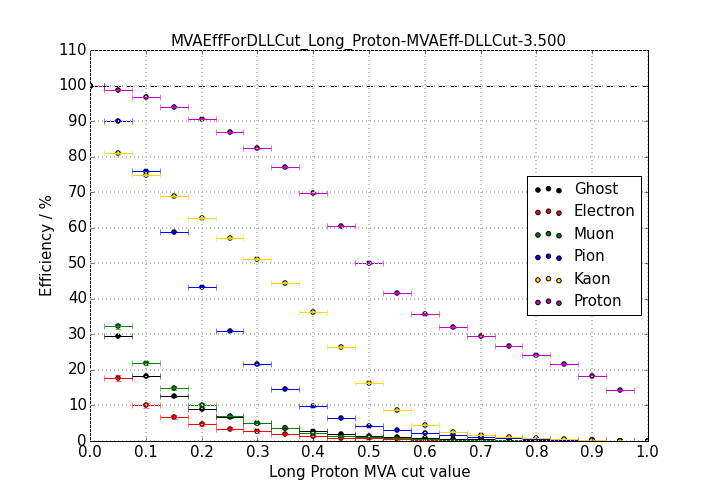 MVAEffForDLLCut_Long_Proton-MVAEff-DLLCut-3.500
110
100
90
80
70
60
50
40
30
20
10
0
Efficiency / %
Ghost
Electron
Muon
Pion
Kaon
Proton
0.0 0.1 0.2 0.3 0.4 0.5 0.6 0.7 0.8 0.9 1.0
Long Proton MVA cut value